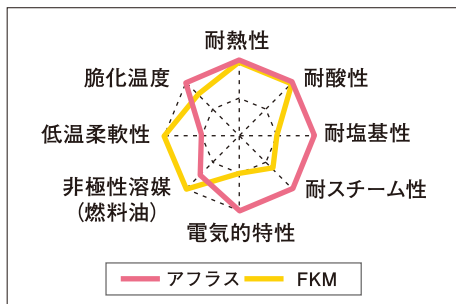 耐熱性
脆化温度
耐酸性
低温柔軟性
耐塩基性
非極性溶媒
(燃料油)
耐スチーム性
電気的特性
アフラス
FKM